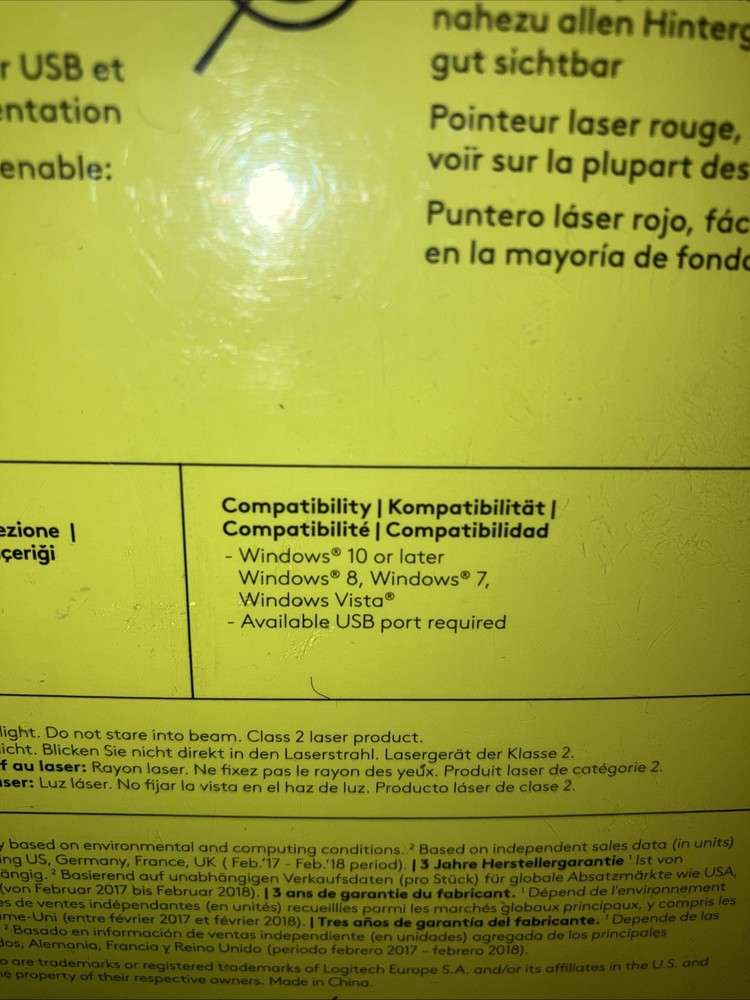 r USB et
entation
enable:
nahezu allen Hinterg
gut sichtbar
Pointeur laser rouge,
voir sur la plupart des
Puntero láser rojo, fác
en la mayoría de fondo
ezione |
çeriği
Compatibility | Kompatibilität |
Compatibilité | Compatibilidad
- Windows® 10 or later
Windows® 8, Windows® 7,
Windows Vista®
- Available USB port required
light. Do not stare into beam. Class 2 laser product.
icht. Blicken Sie nicht direkt in den Laserstrahl. Lasergerät der Klasse 2.
f au laser: Rayon laser. Ne fixez pas le rayon des yeux. Produit laser de catégorie 2.
ser: Luz láser. No fijar la vista en el haz de luz. Producto láser de clase 2.
y based on environmental and computing conditions. ² Based on independent sales data (in units)
ing US, Germany, France, UK ( Feb.'17 - Feb.'18 period). | 3 Jahre Herstellergarantie ¹ Ist von
ängig. ² Basierend auf unabhängigen Verkaufsdaten (pro Stück) für globale Absatzmärkte wie USA,
(von Februar 2017 bis Februar 2018). | 3 ans de garantie du fabricant. ¹ Dépend de l'environnement
es de ventes indépendantes (en unités) recueillies parmi les marchés globaux principaux, y compris les
ume-Uni (entre février 2017 et février 2018). | Tres años de garantía del fabricante. ¹ Depende de las
² Basado en información de ventas independiente (en unidades) agregada de los principales
dos, Alemania, Francia y Reino Unido (periodo febrero 2017 – febrero 2018).
o are trademarks or registered trademarks of Logitech Europe S.A. and/or its affiliates in the U.S. and
e property of their respective owners. Made in China.